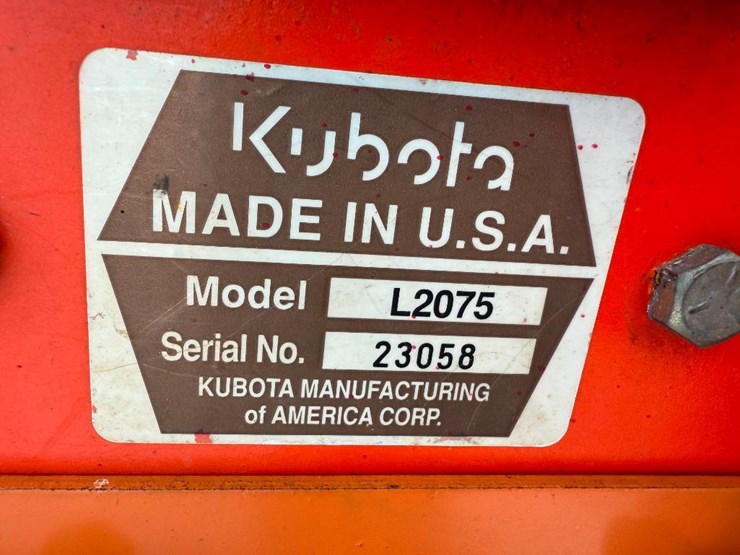 Kubota
MADE IN U.S.A.
Model L2075
Serial No. 23058
KUBOTA MANUFACTURING
of AMERICA CORP.